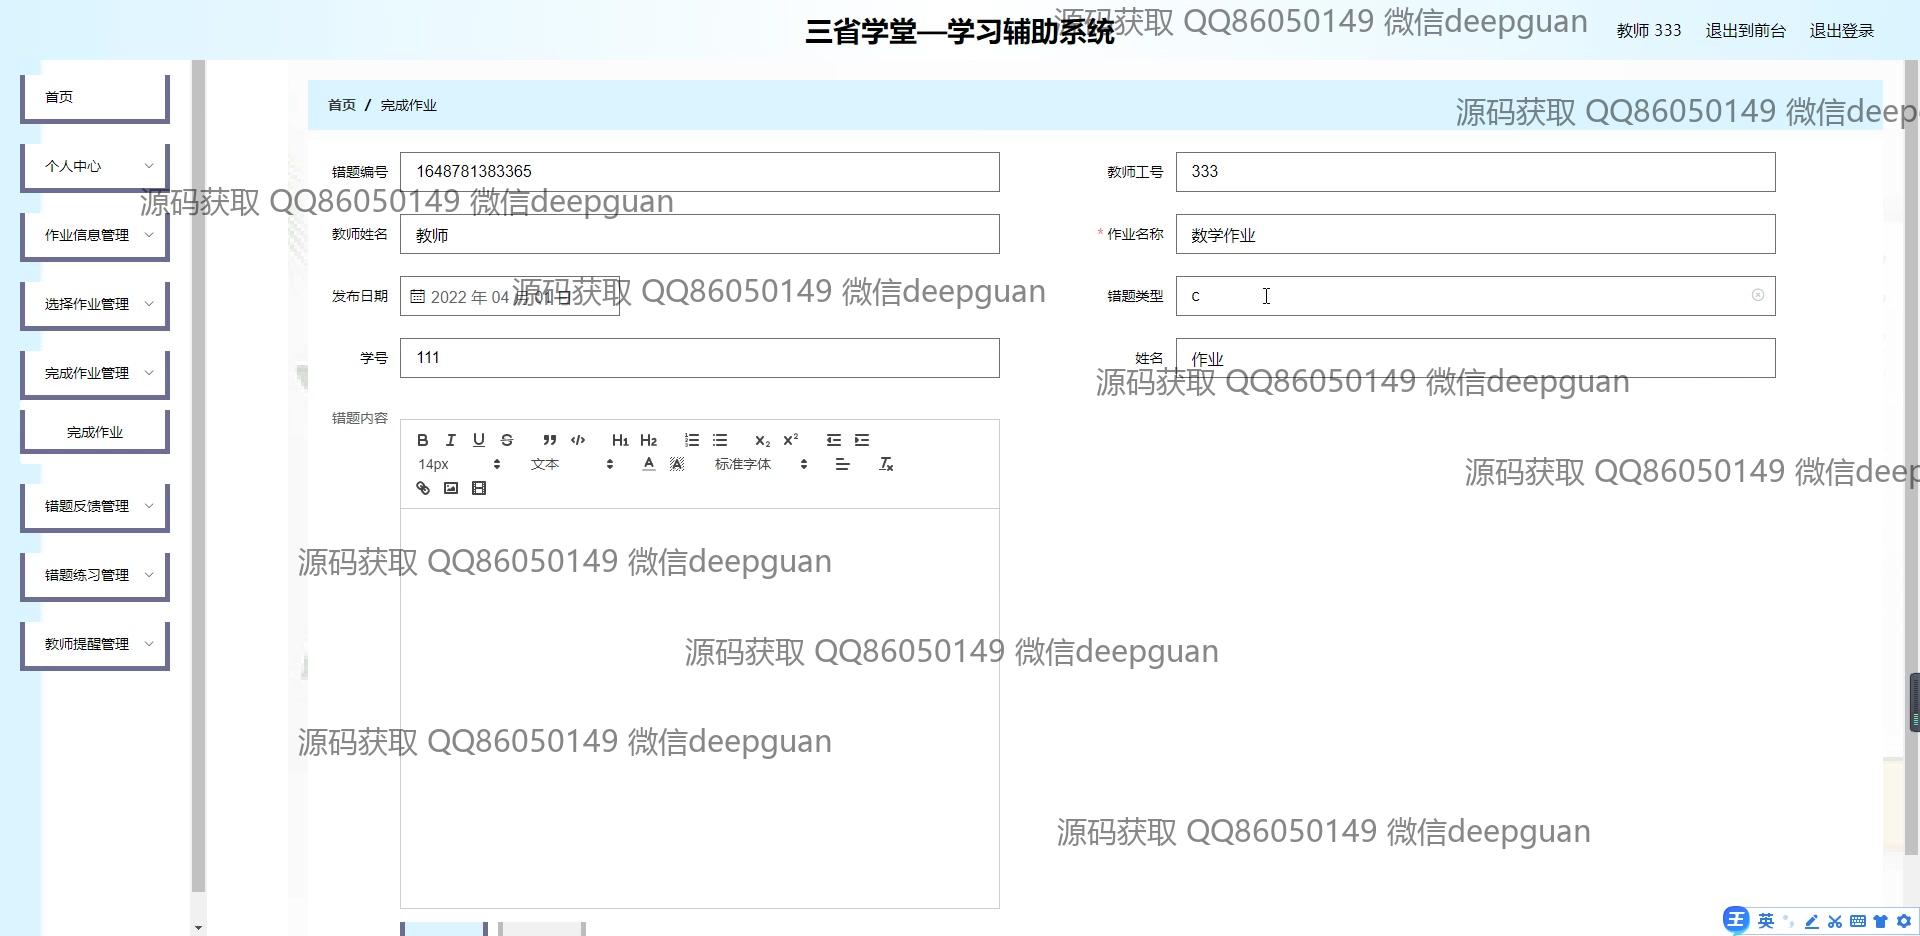 三省学堂—学习辅助系统
源码获取 QQ86050149 微信deepguan
教师 333 退出到前台 退出登录
首页
个人中心
作业信息管理
选择作业管理
完成作业管理
完成作业
错题反馈管理
错题练习管理
教师提醒管理
首页 / 完成作业
源码获取 QQ86050149 微信deep
错题编号 1648781383365
教师工号 333
源码获取 QQ86050149 微信deepguan
教师姓名 教师
* 作业名称 数学作业
发布日期 2022 年 04 月 01 日
源码获取 QQ86050149 微信deepguan
错题类型 c
学号 111
姓名 作业
源码获取 QQ86050149 微信deepguan
错题内容
B I U S H1 H2 X₂ X²
14px 文本 A A 标准字体 Tx
源码获取 QQ86050149 微信deep
源码获取 QQ86050149 微信deepguan
源码获取 QQ86050149 微信deepguan
源码获取 QQ86050149 微信deepguan
源码获取 QQ86050149 微信deepguan
王 英